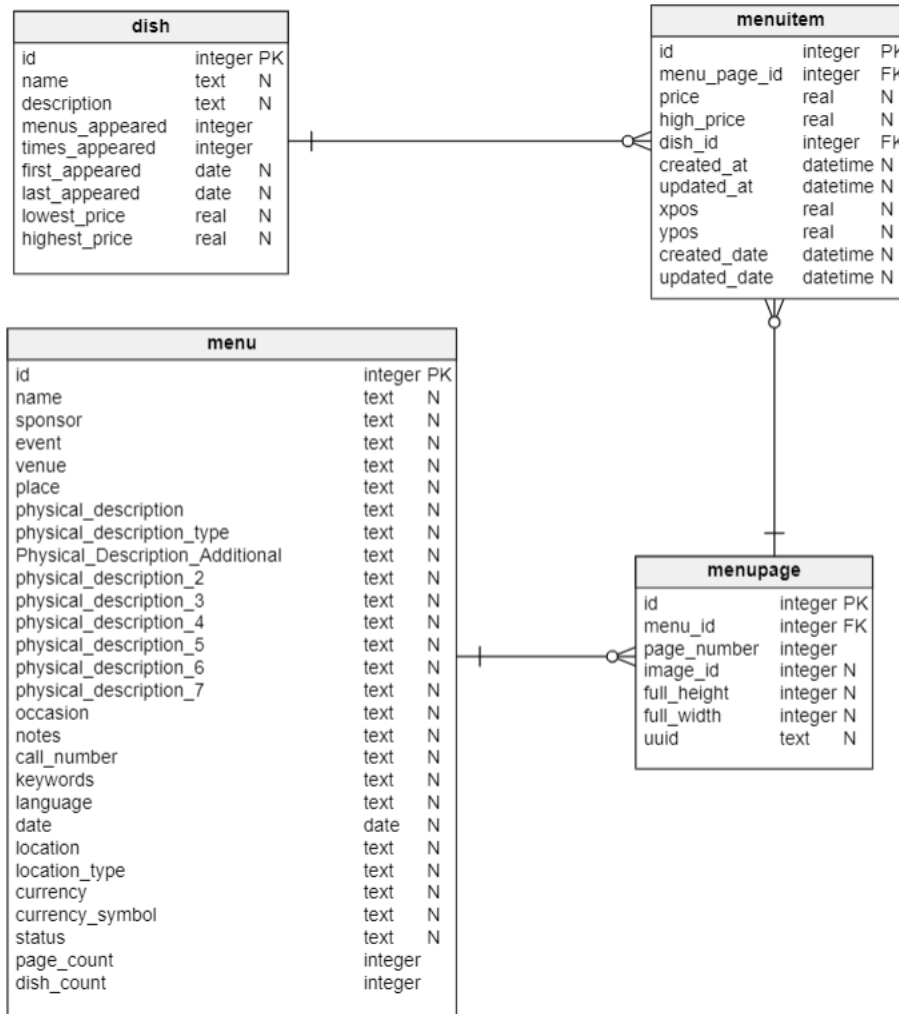 dish
id integer PK
name text N
description text N
menus_appeared integer
times_appeared integer
first_appeared date N
last_appeared date N
lowest_price real N
highest_price real N
menuitem
id integer PK
menu_page_id integer FK
price real N
high_price real N
dish_id integer FK
created_at datetime N
updated_at datetime N
xpos real N
ypos real N
created_date datetime N
updated_date datetime N
menu
id integer PK
name text N
sponsor text N
event text N
venue text N
place text N
physical_description text N
physical_description_type text N
Physical_Description_Additional text N
physical_description_2 text N
physical_description_3 text N
physical_description_4 text N
physical_description_5 text N
physical_description_6 text N
physical_description_7 text N
occasion text N
notes text N
call_number text N
keywords text N
language text N
date date N
location text N
location_type text N
currency text N
currency_symbol text N
status text N
page_count integer
dish_count integer
menupage
id integer PK
menu_id integer FK
page_number integer
image_id integer N
full_height integer N
full_width integer N
uuid text N